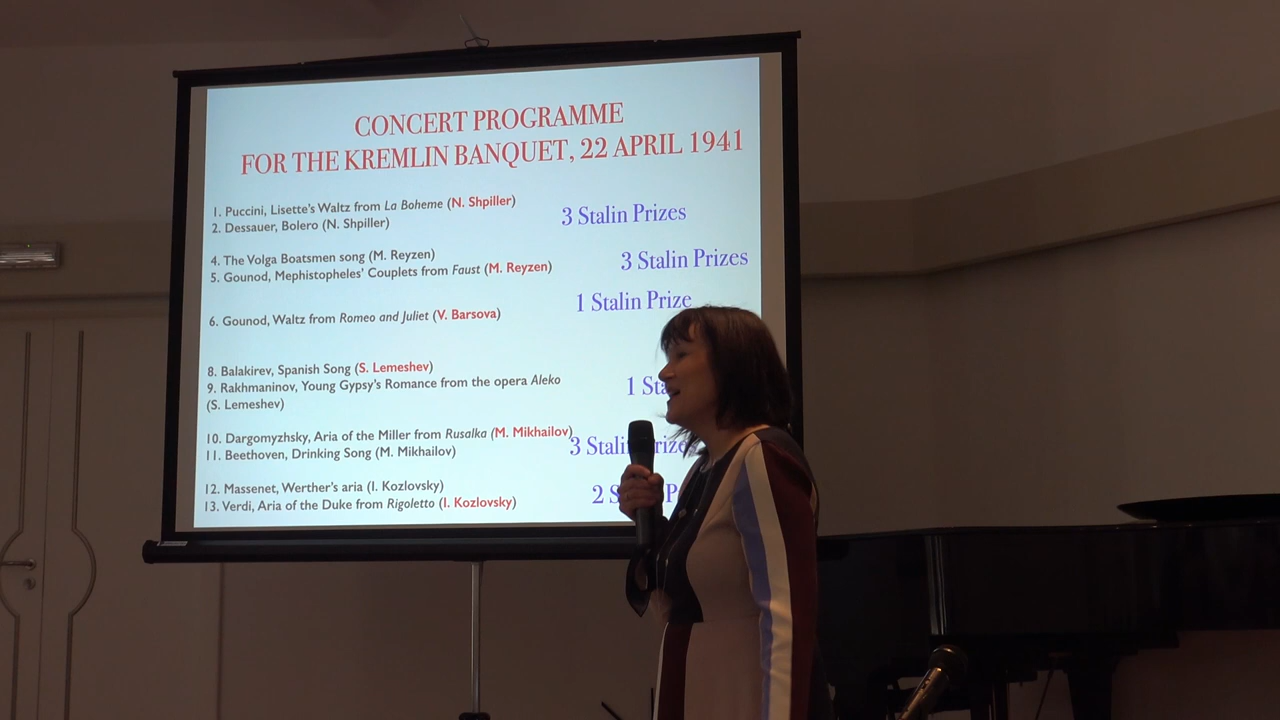 CONCERT PROGRAMME
FOR THE KREMLIN BANQUET, 22 APRIL 1941
1. Puccini, Lisette's Waltz from La Boheme (N. Shpiller)
2. Dessauer, Bolero (N. Shpiller)
3 Stalin Prizes
4. The Volga Boatsmen song (M. Reyzen)
5. Gounod, Mephistopheles' Couplets from Faust (M. Reyzen)
3 Stalin Prizes
1 Stalin Prize
6. Gounod, Waltz from Romeo and Juliet (V. Barsova)
8. Balakirev, Spanish Song (S. Lemeshev)
9. Rakhmaninov, Young Gypsy's Romance from the opera Aleko
(S. Lemeshev)
1
10. Dargomyzhsky, Aria of the Miller from Rusalka (M. Mikhailov)
11. Beethoven, Drinking Song (M. Mikhailov)
3
12. Massenet, Werther's aria (I. Kozlovsky)
13. Verdi, Aria of the Duke from Rigoletto (I. Kozlovsky)
2